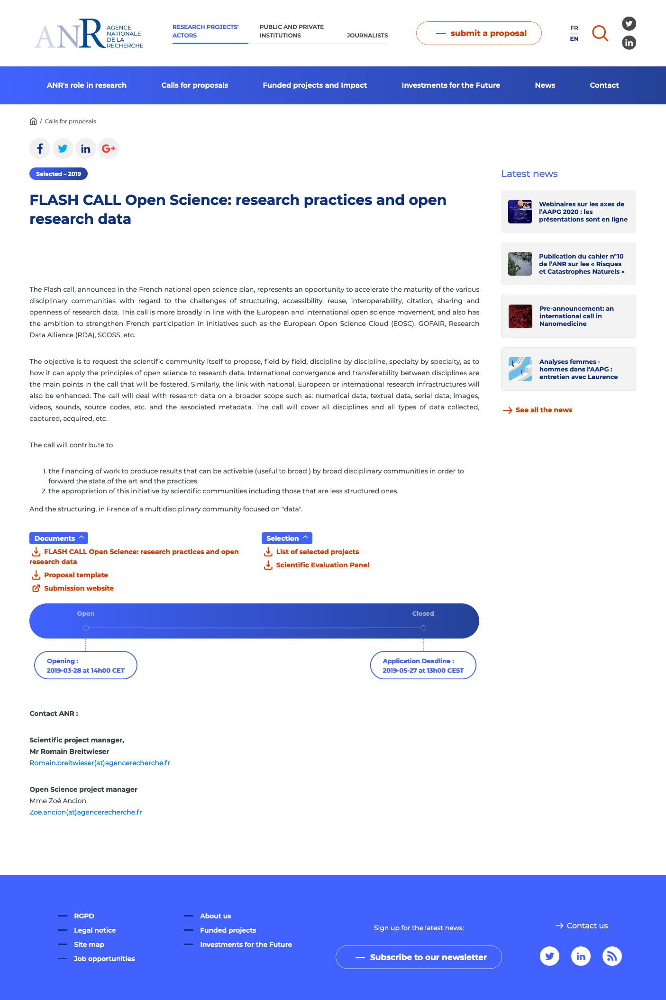 ANR AGENCE
NATIONALE
DE LA
RECHERCHE
RESEARCH PROJECTS'
ACTORS
PUBLIC AND PRIVATE
INSTITUTIONS
JOURNALISTS
submit a proposal
FR
EN
ANR's role in research
Calls for proposals
Funded projects and Impact
Investments for the Future
News
Contact
/ Calls for proposals
Selected – 2019
FLASH CALL Open Science: research practices and open
research data
The Flash call, announced in the French national open science plan, represents an opportunity to accelerate the maturity of the various
disciplinary communities with regard to the challenges of structuring, accessibility, reuse, interoperability, citation, sharing and
openness of research data. This call is more broadly in line with the European and international open science movement, and also has
the ambition to strengthen French participation in initiatives such as the European Open Science Cloud (EOSC), GOFAIR, Research
Data Alliance (RDA), SCOSS, etc.
The objective is to request the scientific community itself to propose, field by field, discipline by discipline, specialty by specialty, as to
how it can apply the principles of open science to research data. International convergence and transferability between disciplines are
the main points in the call that will be fostered. Similarly, the link with national, European or international research infrastructures will
also be enhanced. The call will deal with research data on a broader scope such as: numerical data, textual data, serial data, images,
videos, sounds, source codes, etc. and the associated metadata. The call will cover all disciplines and all types of data collected,
captured, acquired, etc.
The call will contribute to
1. the financing of work to produce results that can be activable (useful to broad ) by broad disciplinary communities in order to
forward the state of the art and the practices.
2. the appropriation of this initiative by scientific communities including those that are less structured ones.
And the structuring, in France of a multidisciplinary community focused on "data".
Documents
FLASH CALL Open Science: research practices and open
research data
Proposal template
Submission website
Selection
List of selected projects
Scientific Evaluation Panel
Open
Closed
Opening :
2019-03-28 at 14h00 CET
Application Deadline :
2019-05-27 at 13h00 CEST
Contact ANR :
Scientific project manager,
Mr Romain Breitwieser
Romain.breitwieser(at)agencerecherche.fr
Open Science project manager
Mme Zoé Ancion
Zoe.ancion(at)agencerecherche.fr
Latest news
Webinaires sur les axes de
l'AAPG 2020 : les
présentations sont en ligne
Publication du cahier n°10
de l'ANR sur les « Risques
et Catastrophes Naturels »
Pre-announcement: an
international call in
Nanomedicine
Analyses femmes -
hommes dans l'AAPG :
entretien avec Laurence
See all the news
RGPD
Legal notice
Site map
Job opportunities
About us
Funded projects
Investments for the Future
Sign up for the latest news:
Subscribe to our newsletter
Contact us